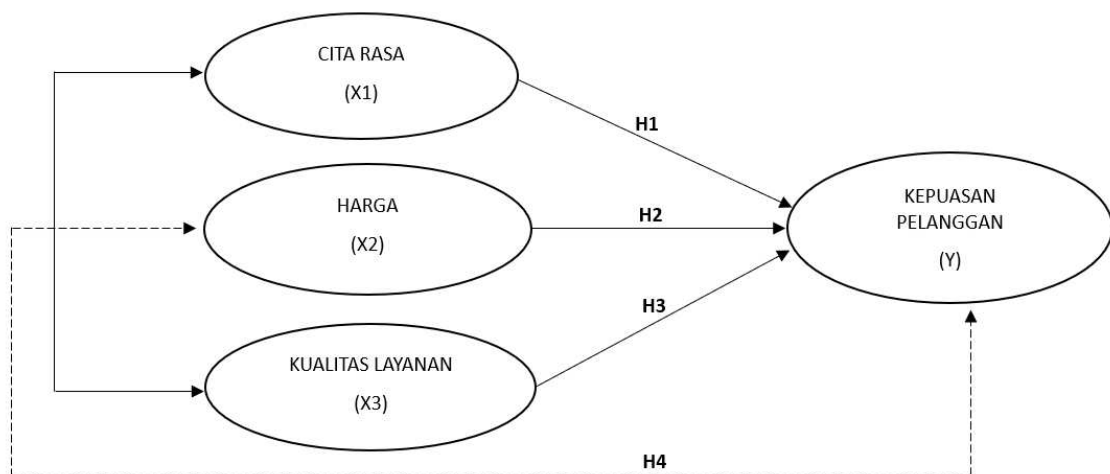 CITA RASA
(X1)
H1
HARGA
(X2)
H2
KEPUASAN
PELANGGAN
(Y)
H3
KUALITAS LAYANAN
(X3)
H4